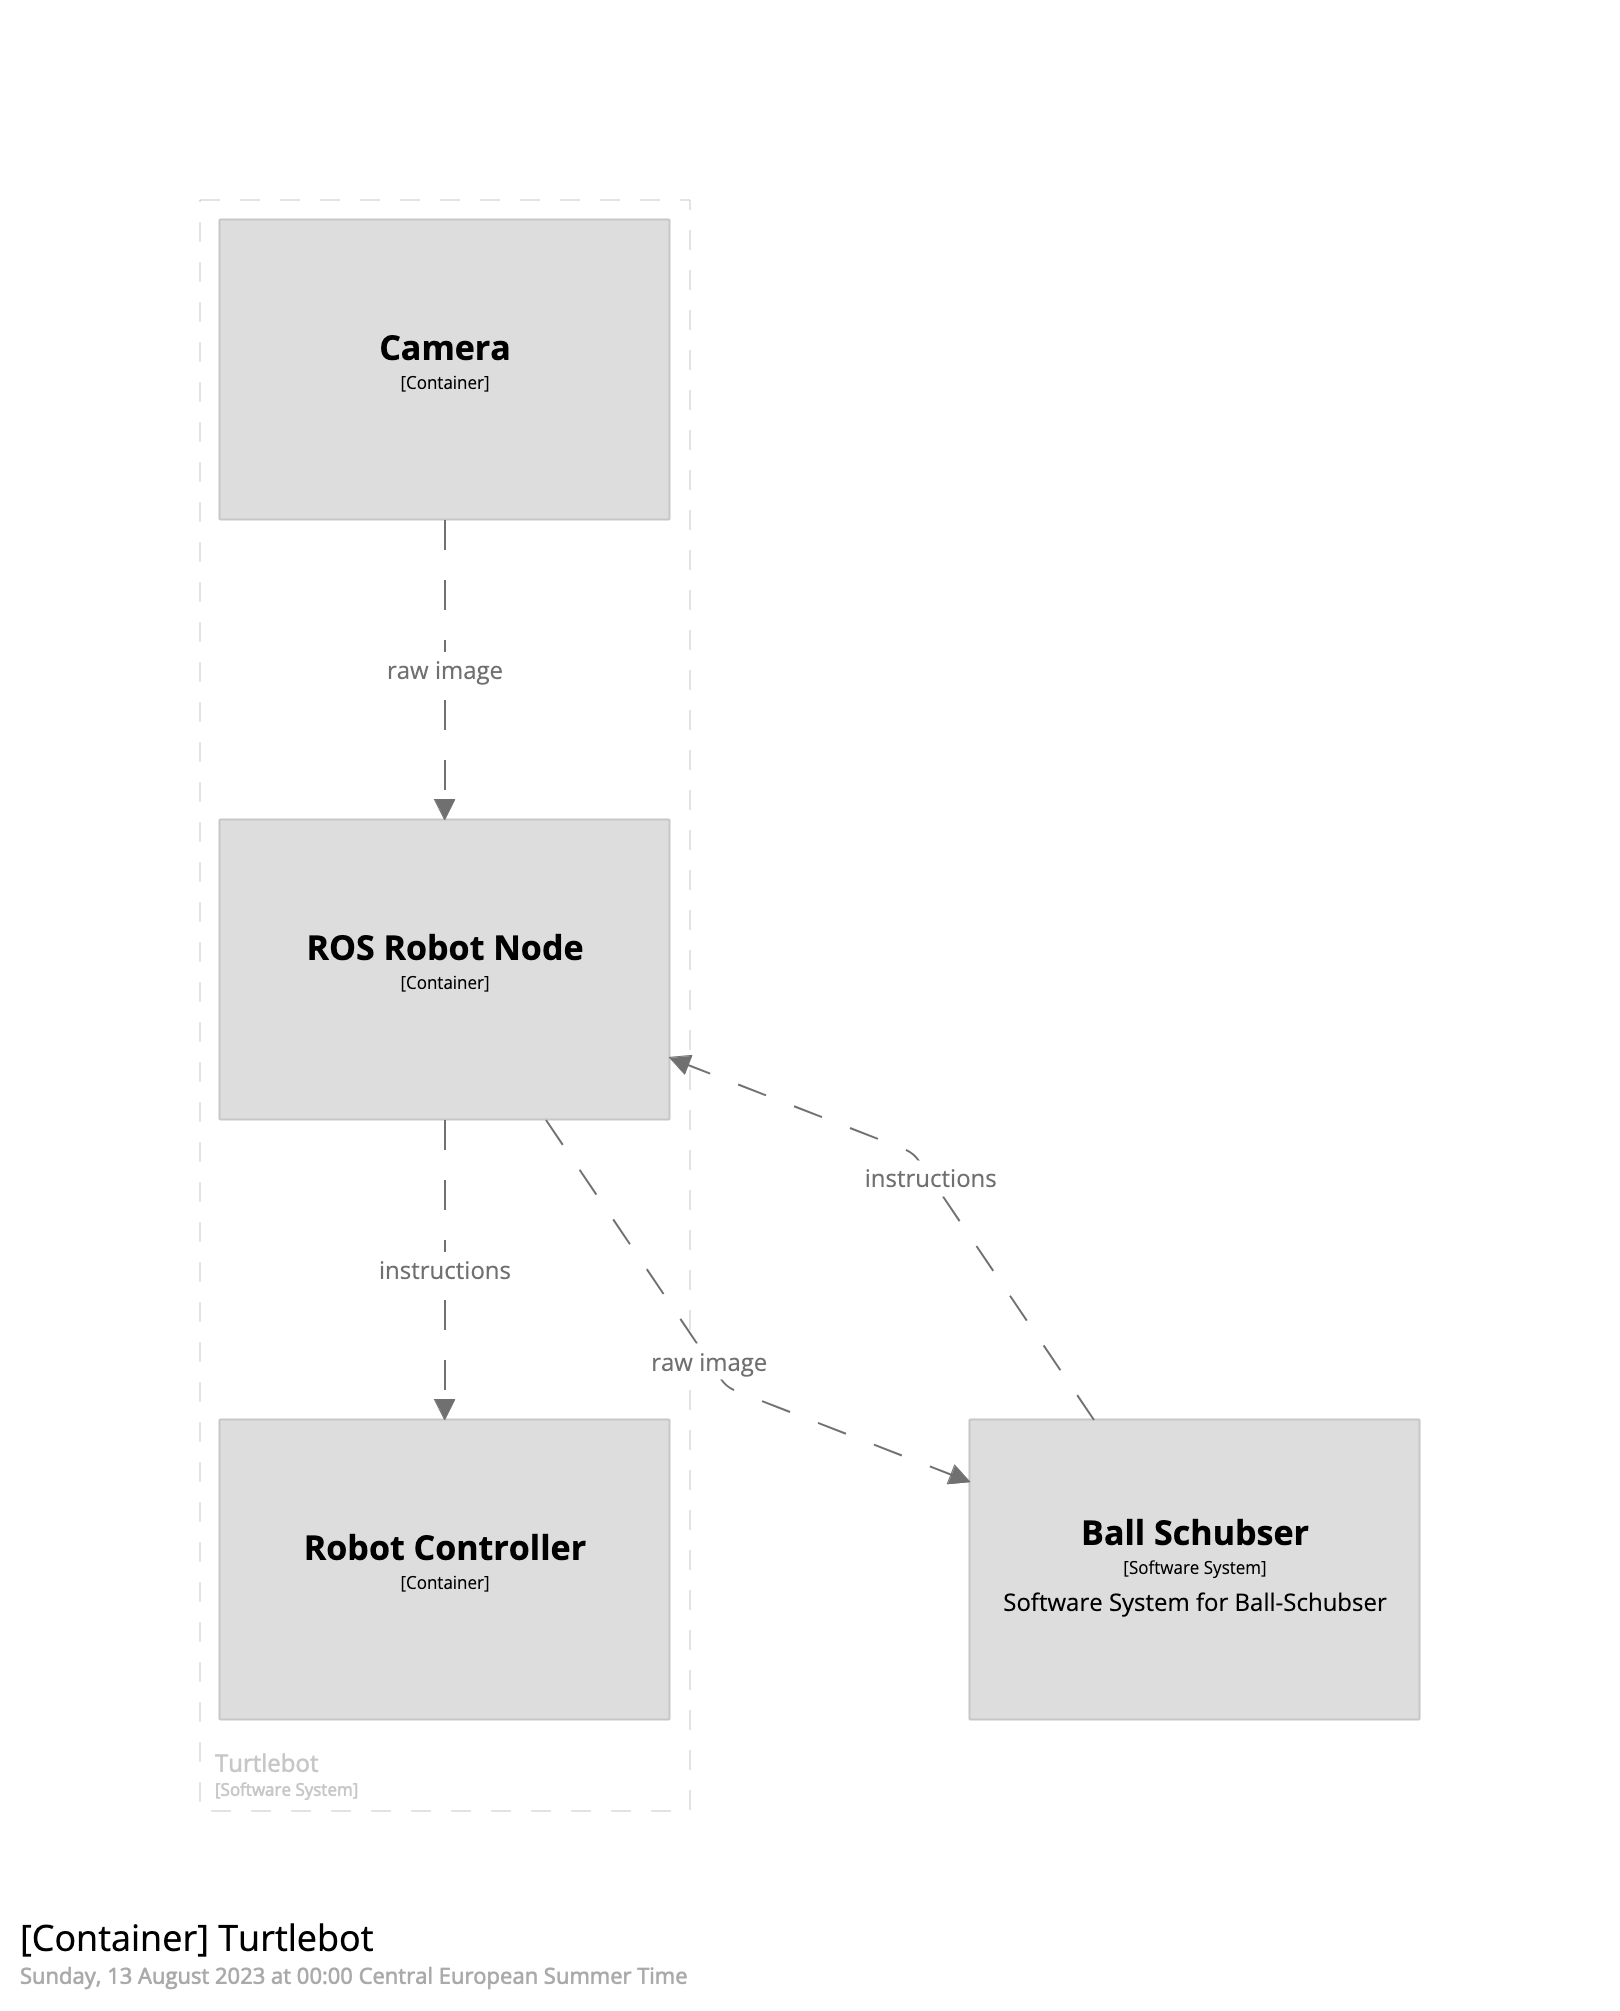 Camera
[Container]
raw image
ROS Robot Node
[Container]
instructions
instructions
raw image
Robot Controller
[Container]
Ball Schubser
[Software System]
Software System for Ball-Schubser
Turtlebot
[Software System]
[Container] Turtlebot
Sunday, 13 August 2023 at 00:00 Central European Summer Time